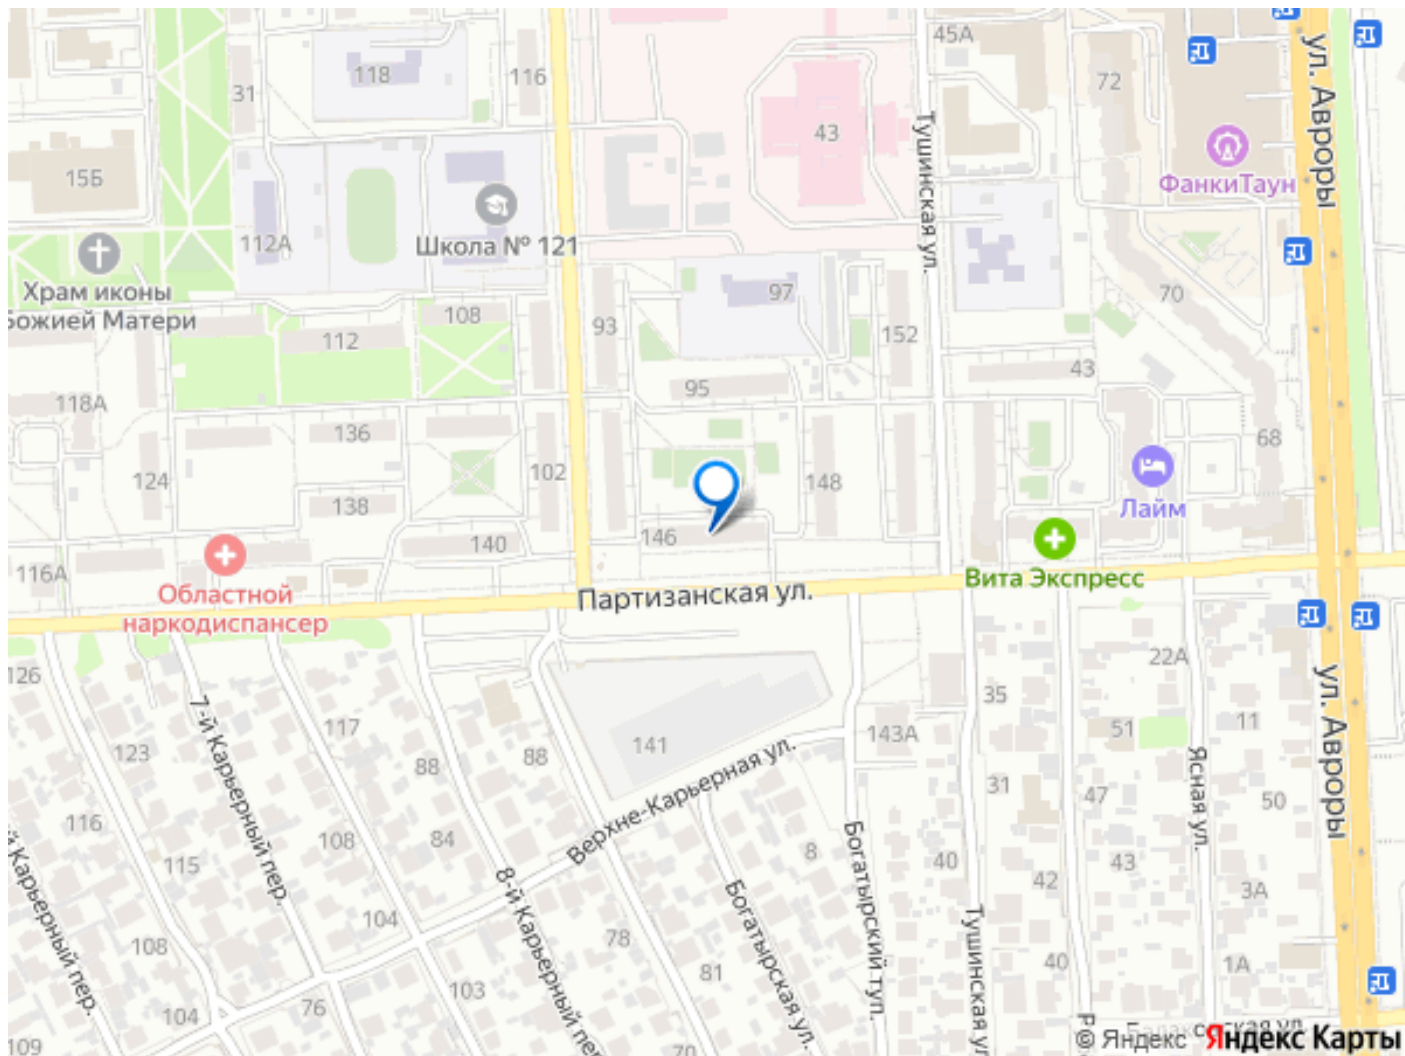 45А
ул. Авроры
118
116
72
31
Тушинская ул.
43
ФанкиТаун
15Б
112А
Школа № 121
Храм иконы
Божией Матери
97
70
108
93
112
152
43
95
118А
136
68
102
124
148
138
Лайм
146
140
116А
Вита Экспресс
Областной
наркодиспансер
Партизанская ул.
126
22А
ул. Авроры
35
7-й Карьерный пер.
117
11
51
143А
141
123
88
88
Верхне-Карьерная ул.
Ясная ул.
31
47
50
116
84
108
115
8
40
43
Богатырский туп.
42
3А
8-й Карьерный пер.
Богатырская ул.
Тушинская ул
104
й Карьерный пер.
108
78
81
40
1А
103
76
104
109
70
© Яндекс
Яндекс Карты